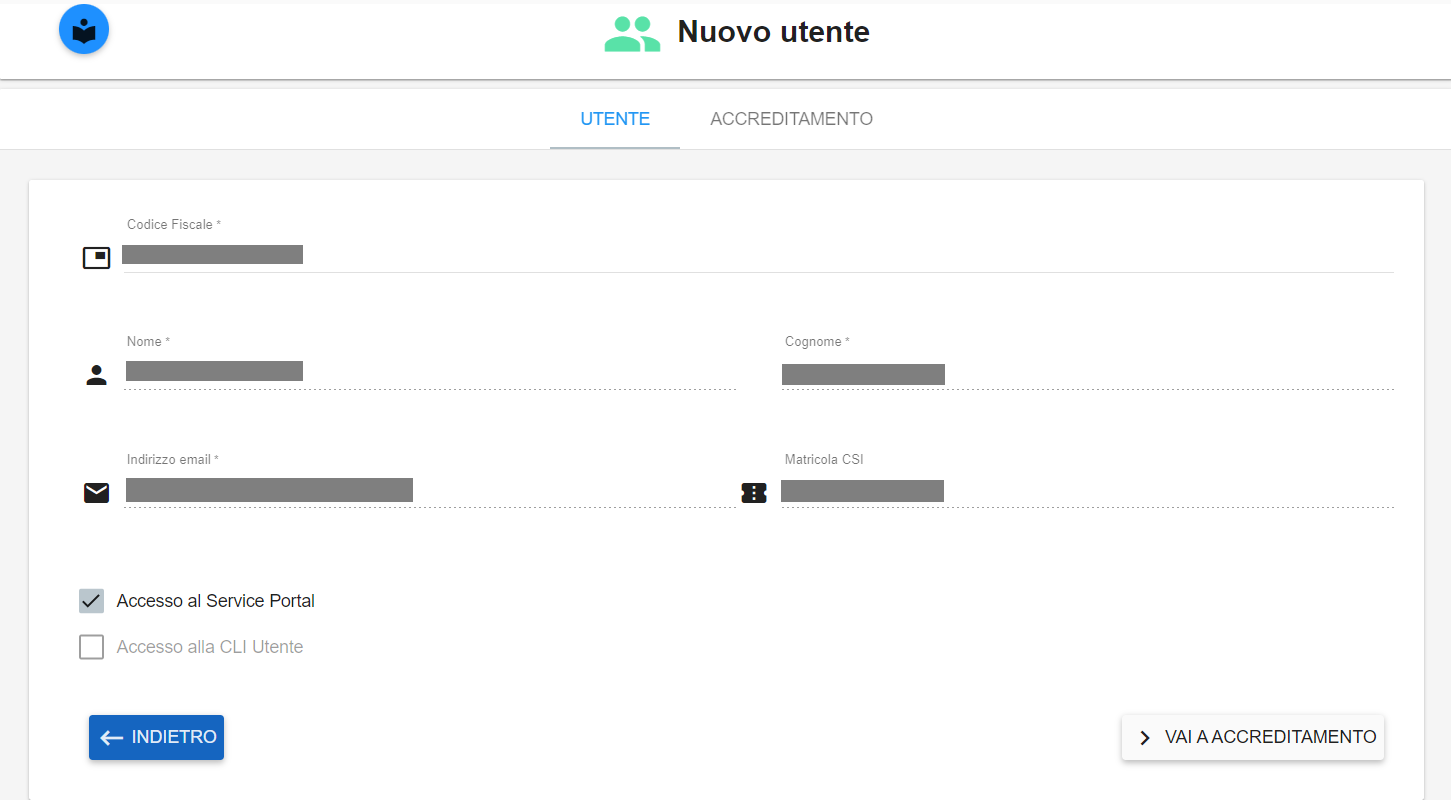 Nuovo utente
UTENTE ACCREDITAMENTO
Codice Fiscale *
Nome * Cognome *
Indirizzo email * Matricola CSI
Accesso al Service Portal
Accesso alla CLI Utente
INDIETRO VAI A ACCREDITAMENTO